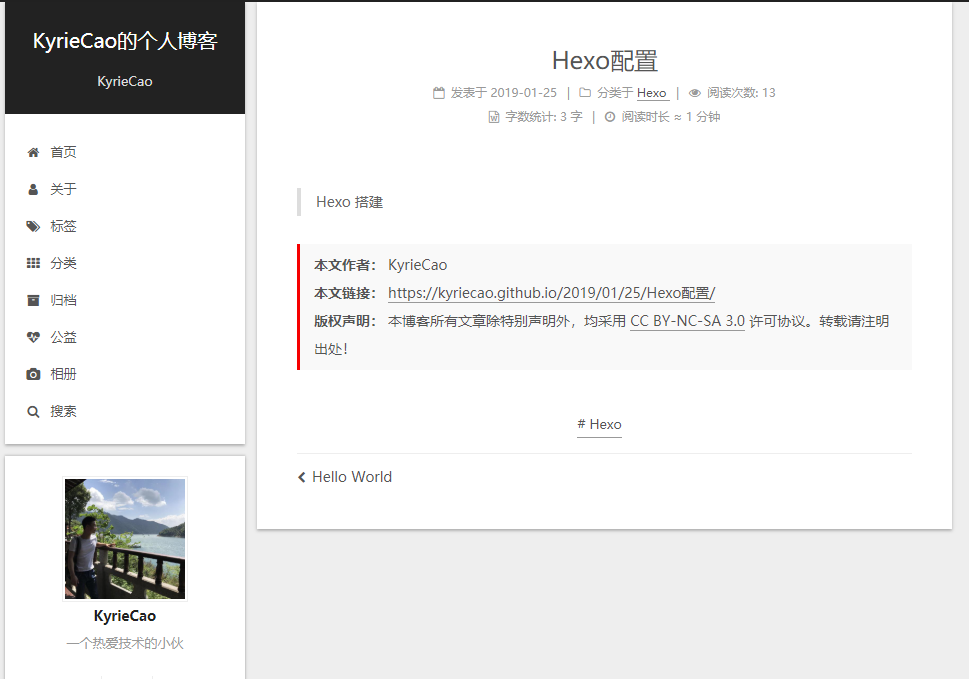 KyrieCao的个人博客
KyrieCao
首页
关于
标签
分类
归档
公益
相册
搜索
KyrieCao
一个热爱技术的小伙
Hexo配置
发表于 2019-01-25 | 分类于 Hexo | 阅读次数: 13
字数统计: 3 字 | 阅读时长 ≈ 1 分钟
Hexo 搭建
本文作者： KyrieCao
本文链接： https://kyriecao.github.io/2019/01/25/Hexo配置/
版权声明： 本博客所有文章除特别声明外，均采用 CC BY-NC-SA 3.0 许可协议。转载请注明
出处！
# Hexo
Hello World